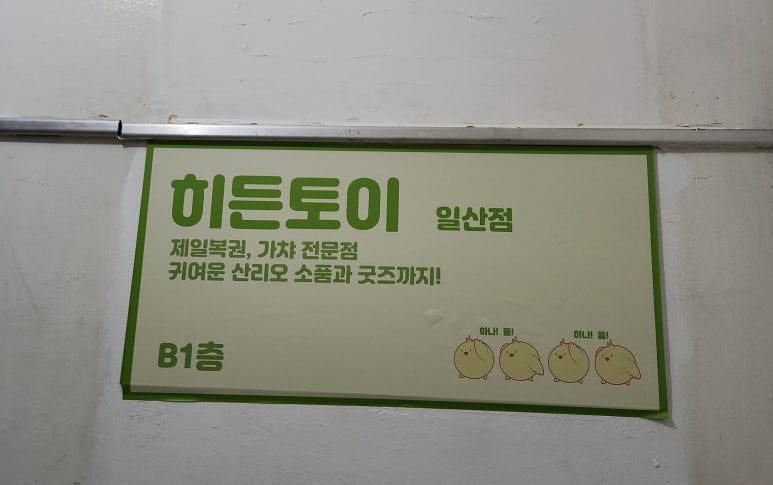 히든토이 일산점
제일복권, 가챠 전문점
귀여운 산리오 소품과 굿즈까지!
하나! 둘! 하나! 둘!
B1층